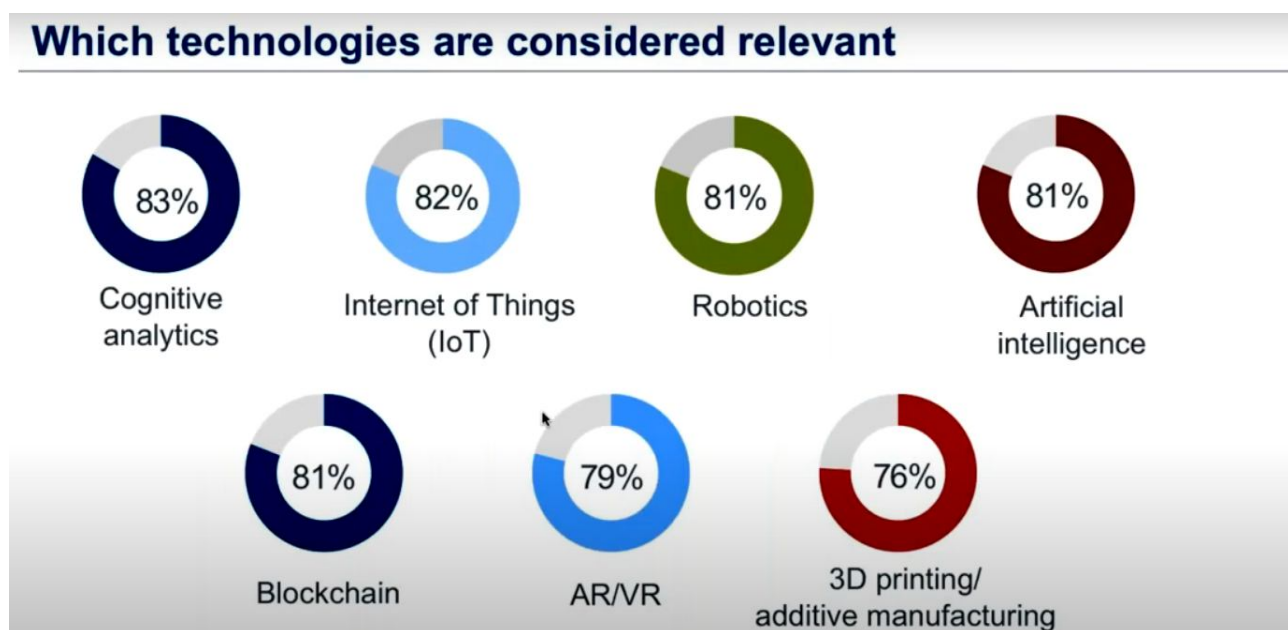 Which technologies are considered relevant
83%
Cognitive
analytics
82%
Internet of Things
(IoT)
81%
Robotics
81%
Artificial
intelligence
81%
Blockchain
79%
AR/VR
76%
3D printing/
additive manufacturing